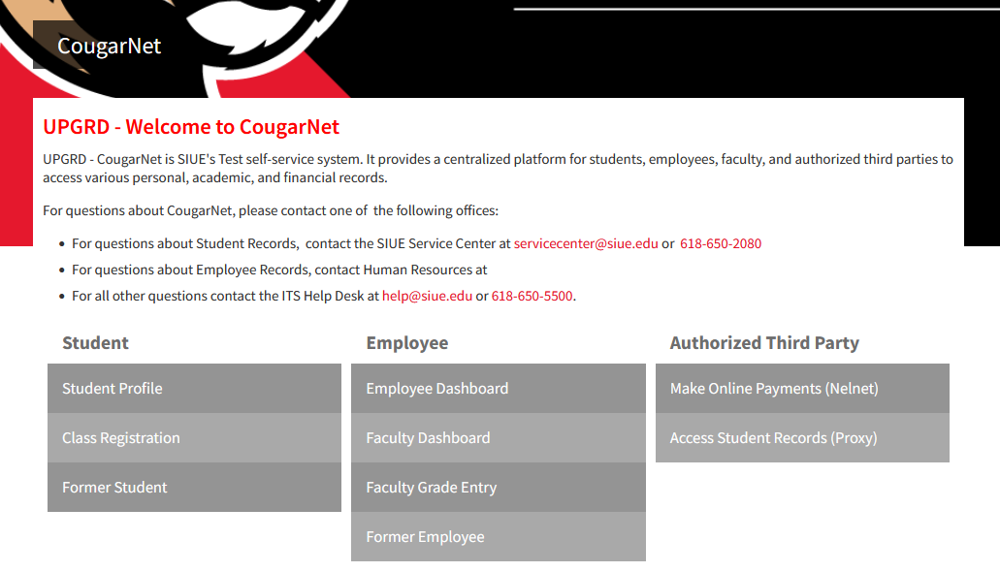 CougarNet
UPGRD - Welcome to CougarNet
UPGRD - CougarNet is SIUE's Test self-service system. It provides a centralized platform for students, employees, faculty, and authorized third parties to
access various personal, academic, and financial records.
For questions about CougarNet, please contact one of the following offices:
• For questions about Student Records, contact the SIUE Service Center at servicecenter@siue.edu or 618-650-2080
• For questions about Employee Records, contact Human Resources at
• For all other questions contact the ITS Help Desk at help@siue.edu or 618-650-5500.
Student
Student Profile
Class Registration
Former Student
Employee
Employee Dashboard
Faculty Dashboard
Faculty Grade Entry
Former Employee
Authorized Third Party
Make Online Payments (Nelnet)
Access Student Records (Proxy)